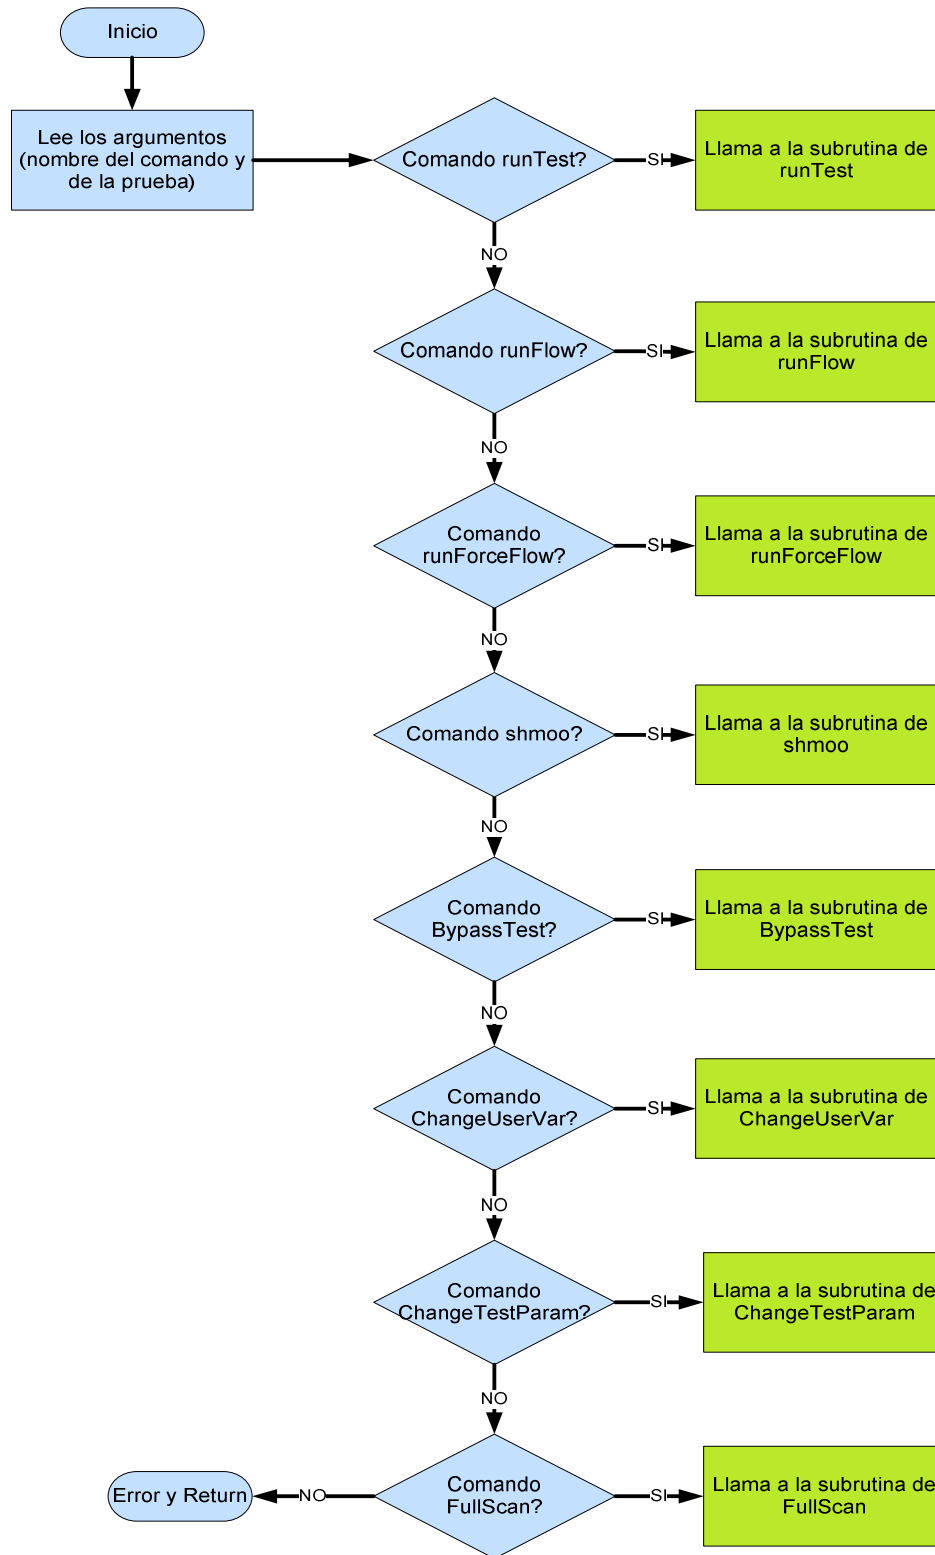 Inicio
Lee los argumentos
(nombre del comando y
de la prueba)
Comando runTest?
SI
Llama a la subrutina de
runTest
NO
Comando runFlow?
SI
Llama a la subrutina de
runFlow
NO
Comando
runForceFlow?
SI
Llama a la subrutina de
runForceFlow
NO
Comando shmoo?
SI
Llama a la subrutina de
shmoo
NO
Comando
BypassTest?
SI
Llama a la subrutina de
BypassTest
NO
Comando
ChangeUserVar?
SI
Llama a la subrutina de
ChangeUserVar
NO
Comando
ChangeTestParam?
SI
Llama a la subrutina de
ChangeTestParam
NO
Comando
FullScan?
SI
Llama a la subrutina de
FullScan
NO
Error y Return